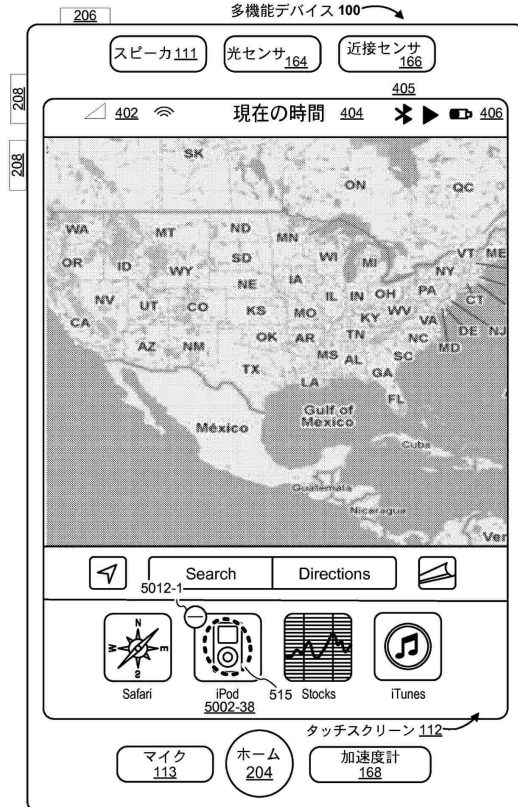 多機能デバイス 100
206
スピーカ 111
光センサ 164
近接センサ 166
208
208
405
402
現在の時間 404
406
SK
ON
QC
WA
MT
ND
MN
VT
ME
OR
ID
SD
WI
MI
NY
WY
NE
IA
PA
NV
UT
CO
IL
IN
OH
CT
CA
KS
MO
KY
WV
VA
DE
NJ
OK
AR
TN
NC
MD
AZ
NM
MS
AL
SC
TX
GA
LA
FL
Gulf of
Mexico
México
Cuba
Guatemala
Nicaragua
Ver
Search
Directions
5012-1
N
W
E
S
Safari
iPod
5002-38
515
Stocks
iTunes
タッチスクリーン 112
マイク
113
ホーム
204
加速度計
168